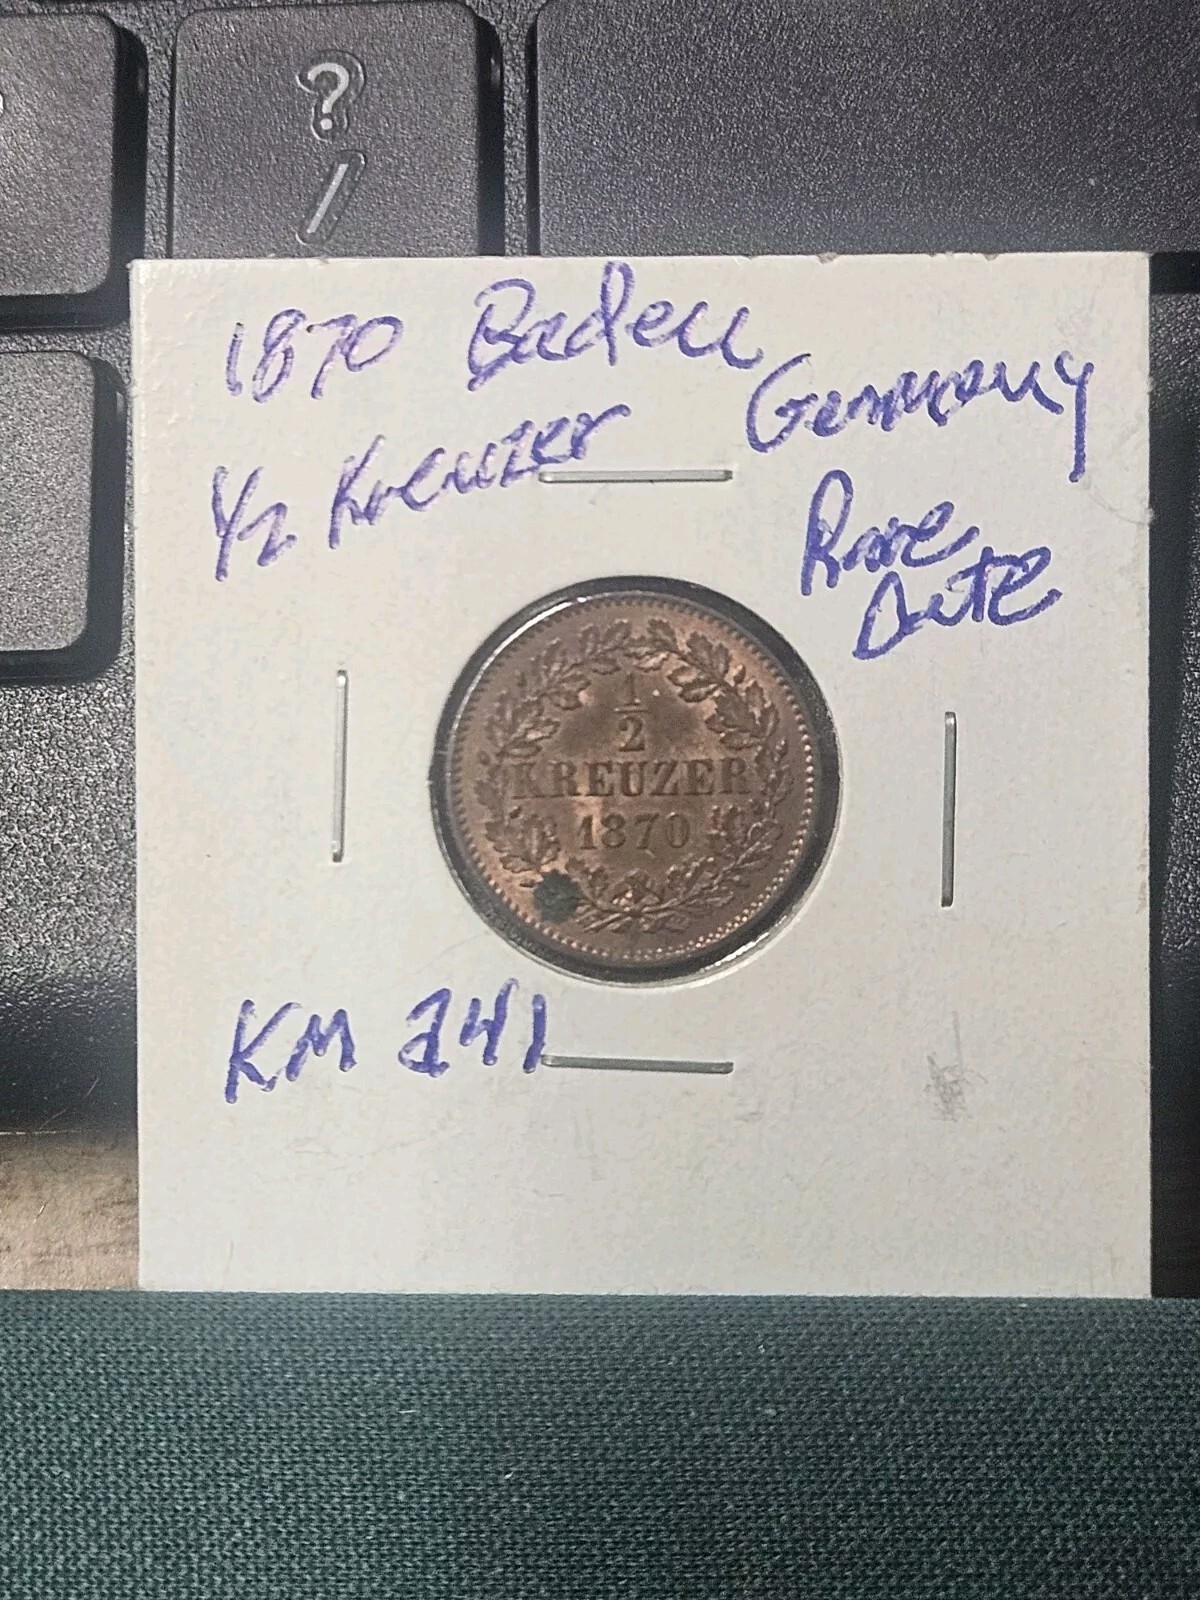 ?
/
1870 Baden
Germany
1/2 Kreuzer
Rare
Date
1
2
KREUZER
1870
KM 241